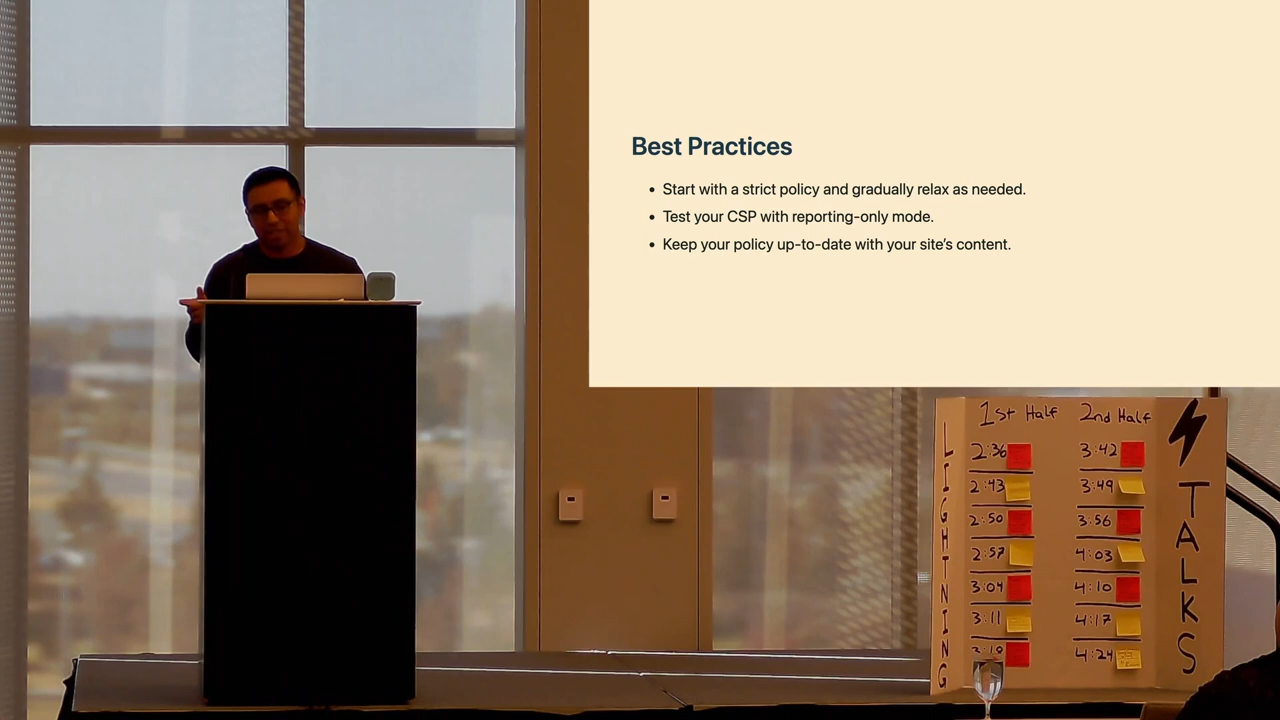 Best Practices
• Start with a strict policy and gradually relax as needed.
• Test your CSP with reporting-only mode.
• Keep your policy up-to-date with your site's content.
1st Half
2:36
2:43
2:50
2:57
3:04
3:11
2nd Half
3:42
3:49
3:56
4:03
4:10
4:17
4:24
LIGHTNING
TALKS